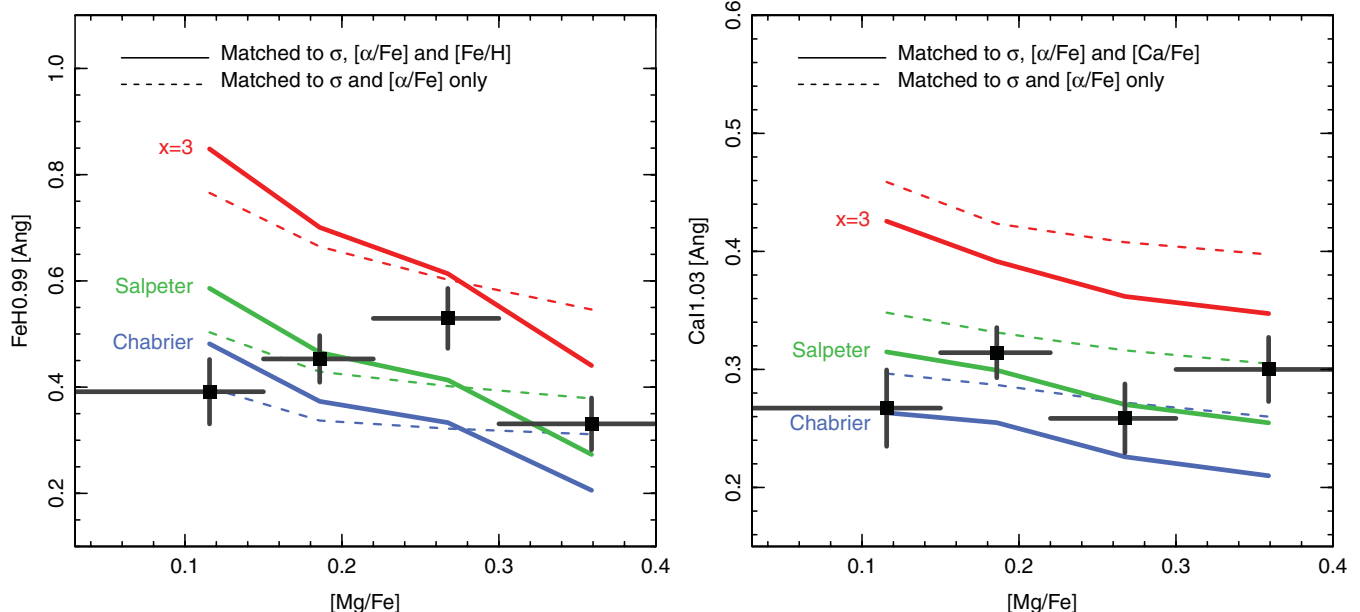 Matched to σ, [α/Fe] and [Fe/H]
Matched to σ and [α/Fe] only
x=3
Salpeter
Chabrier
FeH0.99 [Ang]
1.0
0.8
0.6
0.4
0.2
0.1
0.2
0.3
0.4
[Mg/Fe]
Matched to σ, [α/Fe] and [Ca/Fe]
Matched to σ and [α/Fe] only
x=3
Salpeter
Chabrier
CaI1.03 [Ang]
0.6
0.5
0.4
0.3
0.2
0.1
0.2
0.3
0.4
[Mg/Fe]